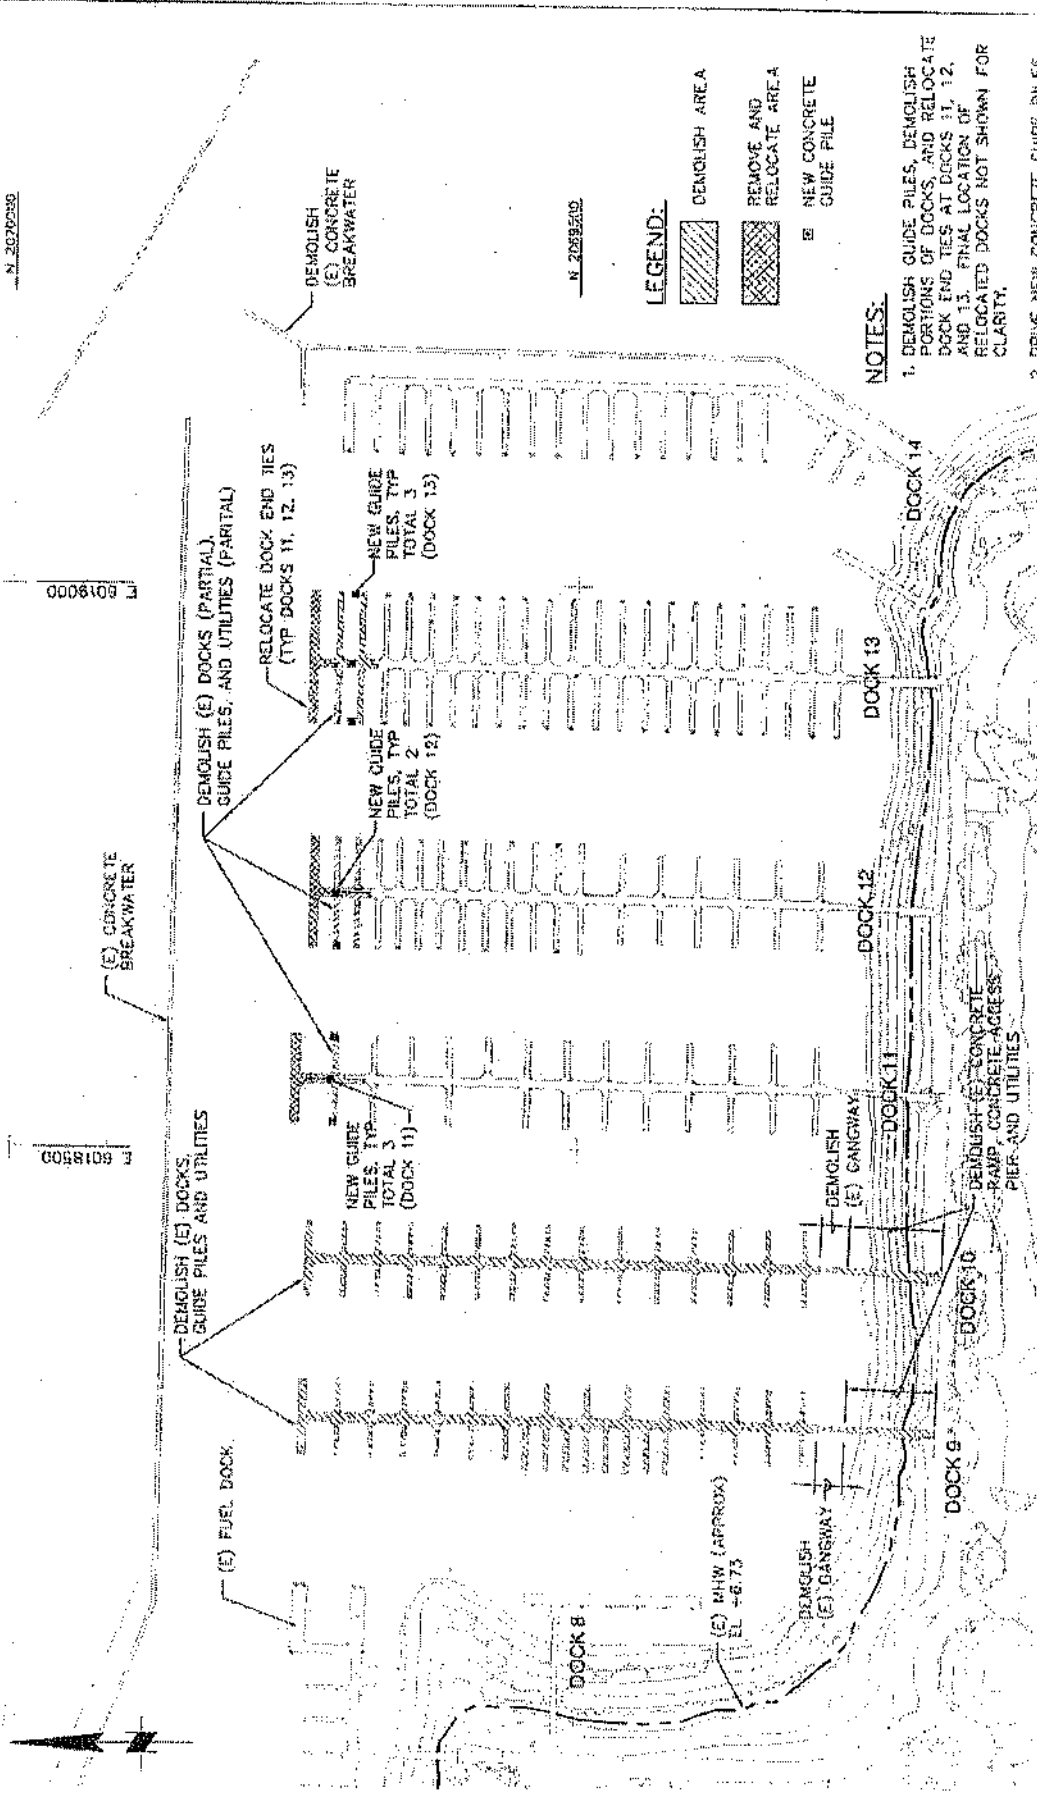 N 2070000
DEMOLISH
(E) CONCRETE
BREAKWATER
N 2069500
LEGEND:
DEMOLISH AREA
REMOVE AND
RELOCATE AREA
NEW CONCRETE
GUIDE PILE
NOTES:
1. DEMOLISH GUIDE PILES, DEMOLISH
PORTIONS OF DOCKS, AND RELOCATE
DOCK END TIES AT DOCKS 11, 12,
AND 13. FINAL LOCATION OF
RELOCATED DOCKS NOT SHOWN FOR
CLARITY.
E 6019000
DEMOLISH (E) DOCKS (PARTIAL),
GUIDE PILES, AND UTILITIES (PARITAL)
RELOCATE DOCK END TIES
(TYP DOCKS 11, 12, 13)
NEW GUIDE
PILES, TYP
TOTAL 3
(DOCK 13)
DOCK 14
DOCK 13
NEW GUIDE
PILES, TYP
TOTAL 2
(DOCK 12)
DOCK 12
(E) CONCRETE
BREAKWATER
E 6018500
DEMOLISH (E) DOCKS,
GUIDE PILES AND UTILITIES
NEW GUIDE
PILES, TYP
TOTAL 3
(DOCK 11)
DOCK 11
DEMOLISH
(E) GANGWAY
DEMOLISH (E) CONCRETE
RAMP, CONCRETE ACCESS
PIER AND UTILITIES
DOCK 10
DOCK 9
(E) FUEL DOCK
DOCK 8
(E) MHW (APPROX)
EL +6.73
DEMOLISH
(E) GANGWAY